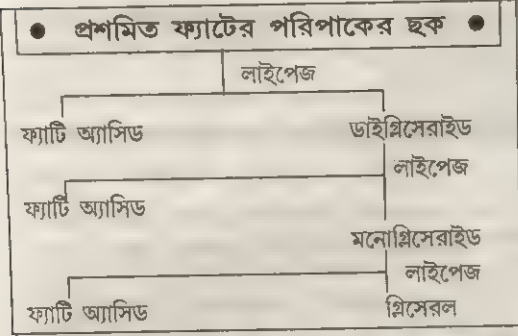 ● প্রশমিত ফ্যাটের পরিপাকের ছক ●
লাইপেজ
ফ্যাটি অ্যাসিড ডাইগ্লিসেরাইড
লাইপেজ
ফ্যাটি অ্যাসিড
মনোগ্লিসেরাইড
লাইপেজ
ফ্যাটি অ্যাসিড গ্লিসেরল